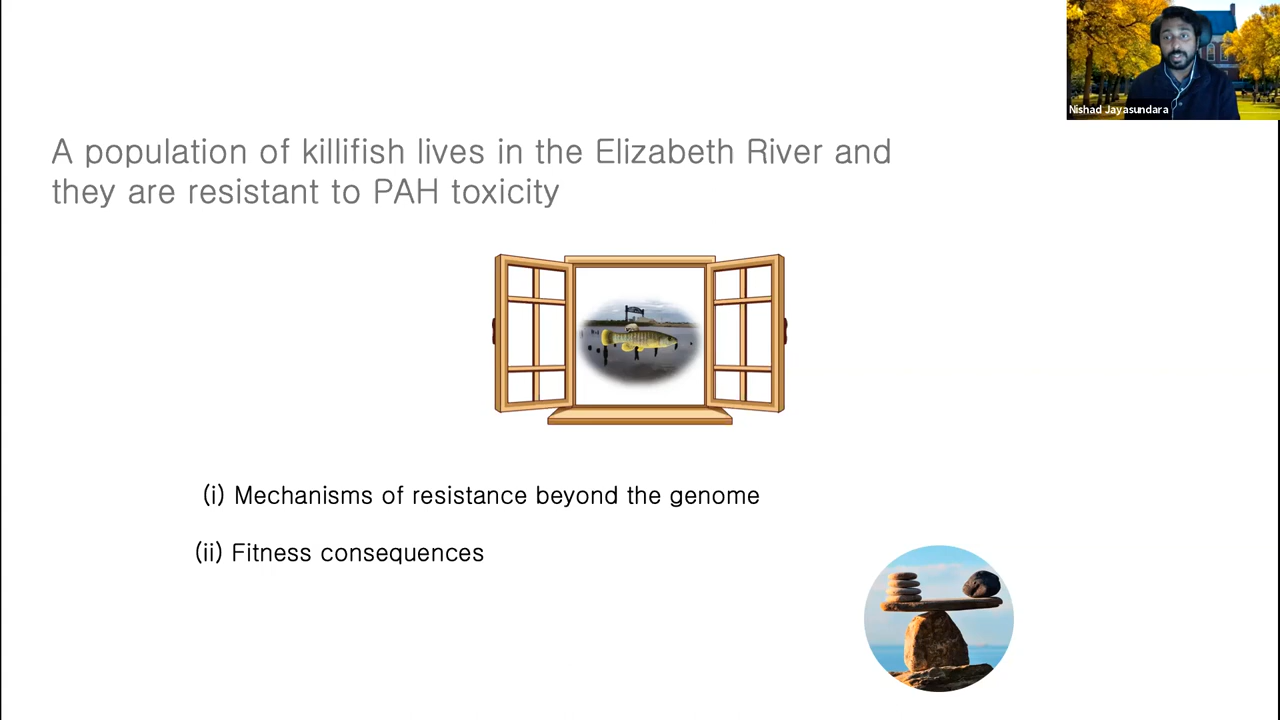 Nishad Jayasundara
A population of killifish lives in the Elizabeth River and
they are resistant to PAH toxicity
(i) Mechanisms of resistance beyond the genome
(ii) Fitness consequences